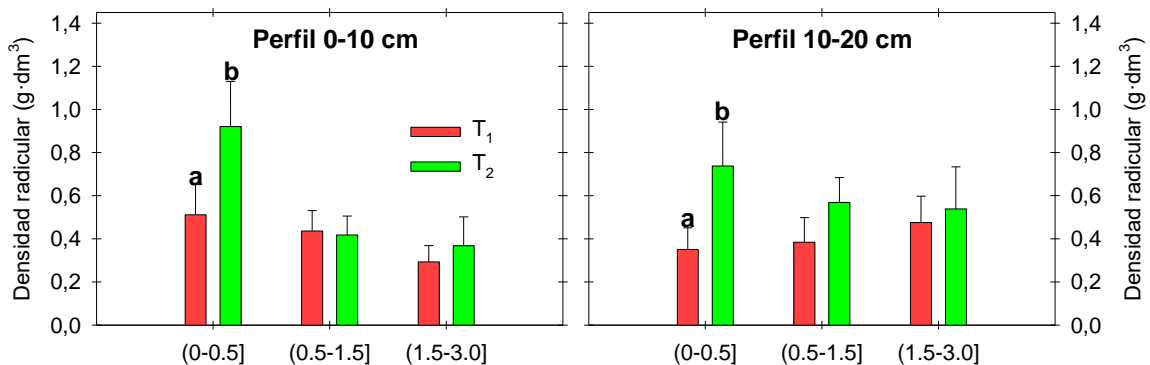 Perfil 0-10 cm
Densidad radicular (g·dm³)
1,4
1,2
1,0
0,8
0,6
0,4
0,2
0,0
a
b
T₁
T₂
(0-0.5]
(0.5-1.5]
(1.5-3.0]
Perfil 10-20 cm
a
b
(0-0.5]
(0.5-1.5]
(1.5-3.0]
1,4
1,2
1,0
0,8
0,6
0,4
0,2
0,0
Densidad radicular (g·dm³)